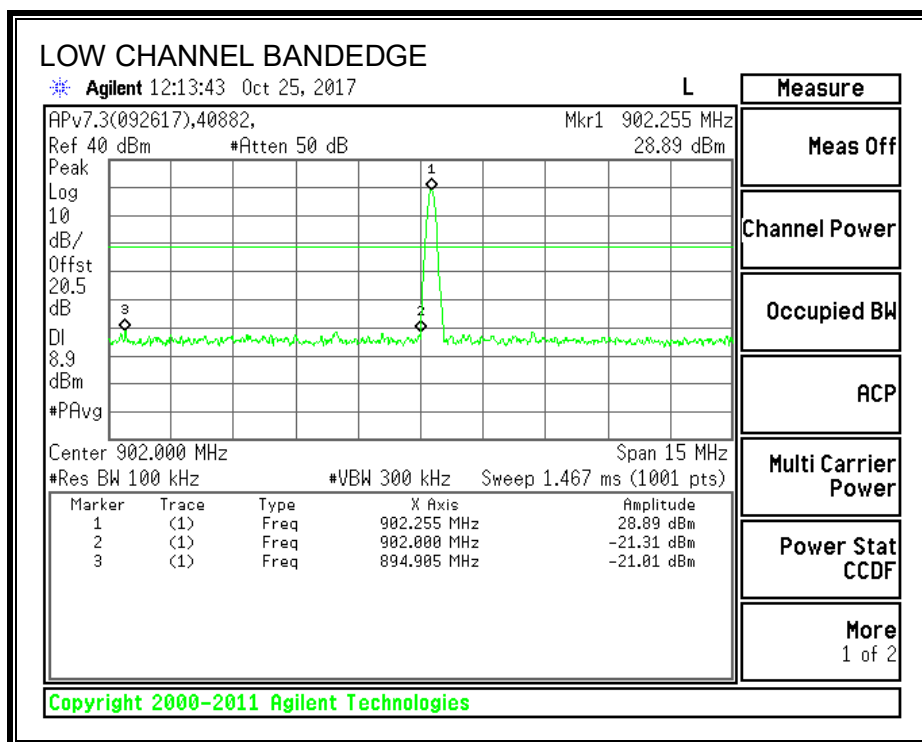 LOW CHANNEL BANDEDGE
Agilent 12:13:43 Oct 25, 2017 L
APv7.3(092617),40882, Mkr1 902.255 MHz
Ref 40 dBm #Atten 50 dB 28.89 dBm
Peak
Log
10
dB/
Offst
20.5
dB
DI
8.9
dBm
#PAvg
1
2
3
Center 902.000 MHz Span 15 MHz
#Res BW 100 kHz #VBW 300 kHz Sweep 1.467 ms (1001 pts)
Marker Trace Type X Axis Amplitude
1 (1) Freq 902.255 MHz 28.89 dBm
2 (1) Freq 902.000 MHz -21.31 dBm
3 (1) Freq 894.905 MHz -21.01 dBm
Measure
Meas Off
Channel Power
Occupied BW
ACP
Multi Carrier
Power
Power Stat
CCDF
More
1 of 2
Copyright 2000-2011 Agilent Technologies